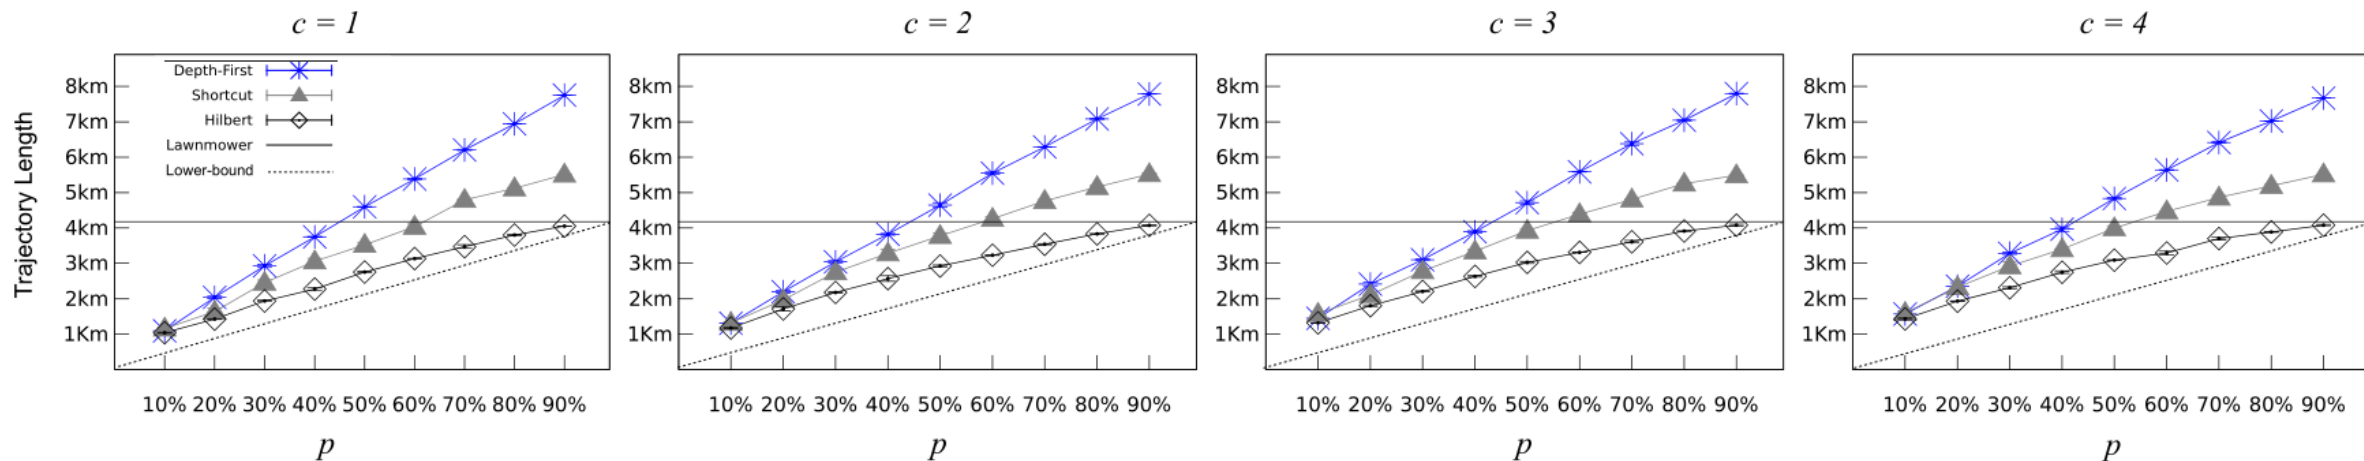 c = 1
c = 2
c = 3
c = 4
Trajectory Length
8km
7km
6km
5km
4km
3km
2km
1Km
Depth-First
Shortcut
Hilbert
Lawnmower
Lower-bound
10% 20% 30% 40% 50% 60% 70% 80% 90%
p
8km
7km
6km
5km
4km
3km
2km
1Km
10% 20% 30% 40% 50% 60% 70% 80% 90%
p
8km
7km
6km
5km
4km
3km
2km
1Km
10% 20% 30% 40% 50% 60% 70% 80% 90%
p
8km
7km
6km
5km
4km
3km
2km
1Km
10% 20% 30% 40% 50% 60% 70% 80% 90%
p